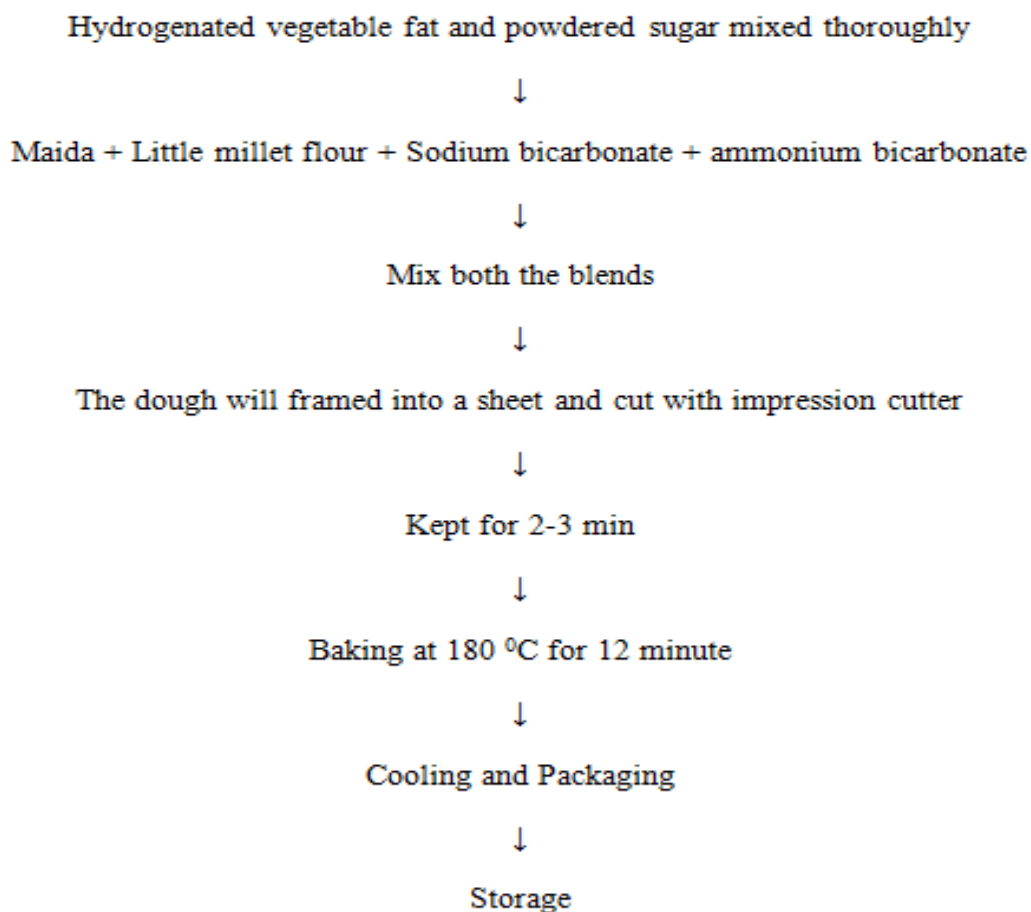 Hydrogenated vegetable fat and powdered sugar mixed thoroughly
↓
Maida + Little millet flour + Sodium bicarbonate + ammonium bicarbonate
↓
Mix both the blends
↓
The dough will framed into a sheet and cut with impression cutter
↓
Kept for 2-3 min
↓
Baking at 180 ⁰C for 12 minute
↓
Cooling and Packaging
↓
Storage